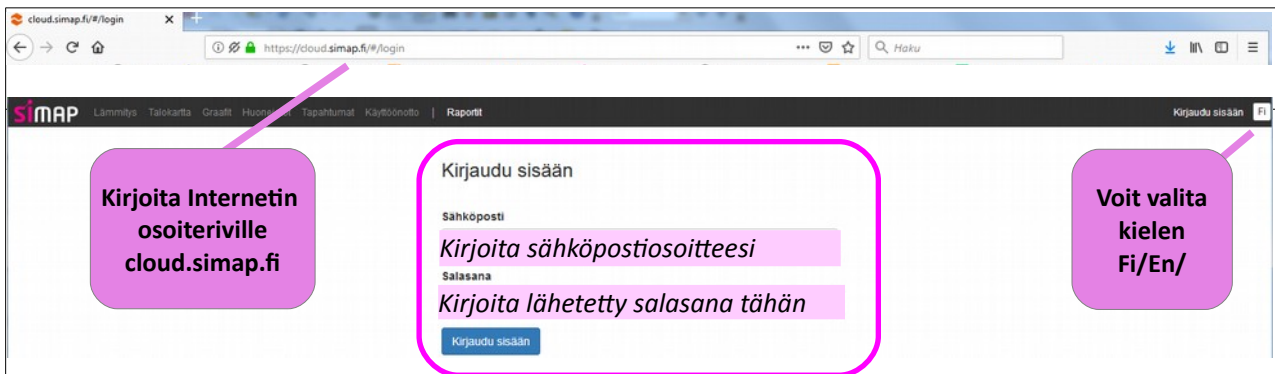 cloud.simap.fi/#/login
https://cloud.simap.fi/#/login
Haku
SiMAP Lämmitys Talokartta Graafit Tapahtumat Käyttöönotto | Raportit Kirjaudu sisään Fi
Kirjoita Internetin
osoiteriville
cloud.simap.fi
Kirjaudu sisään
Sähköposti
Kirjoita sähköpostiosoitteesi
Salasana
Kirjoita lähetetty salasana tähän
Kirjaudu sisään
Voit valita
kielen
Fi/En/